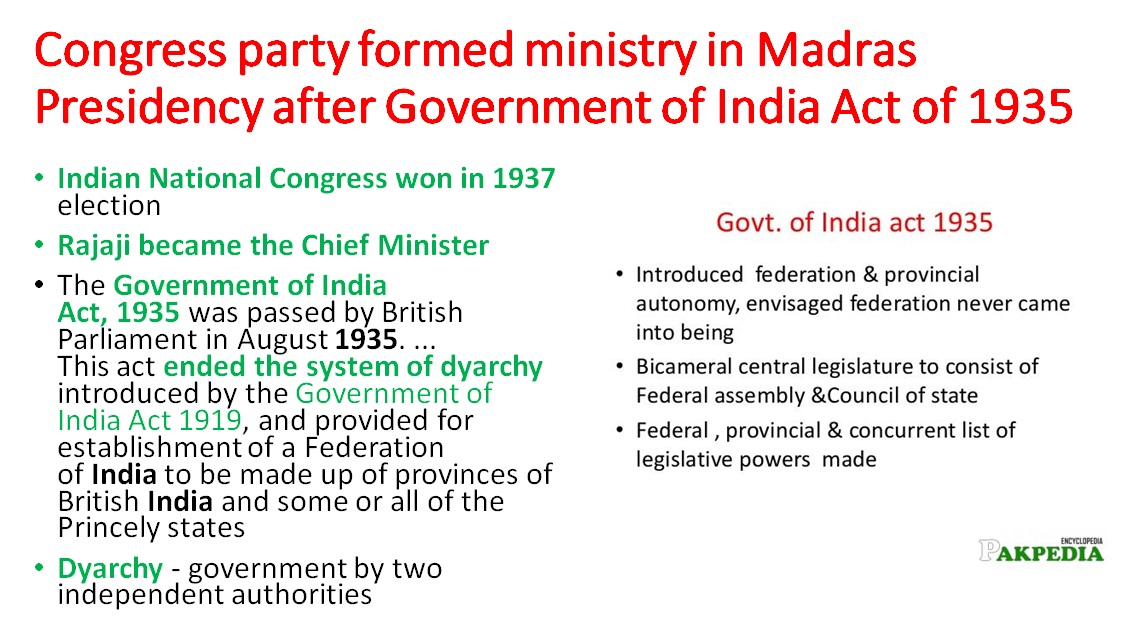 Congress party formed ministry in Madras
Presidency after Government of India Act of 1935
• Indian National Congress won in 1937
election
• Rajaji became the Chief Minister
• The Government of India
Act, 1935 was passed by British
Parliament in August 1935. ...
This act ended the system of dyarchy
introduced by the Government of
India Act 1919, and provided for
establishment of a Federation
of India to be made up of provinces of
British India and some or all of the
Princely states
• Dyarchy - government by two
independent authorities
Govt. of India act 1935
• Introduced federation & provincial
autonomy, envisaged federation never came
into being
• Bicameral central legislature to consist of
Federal assembly &Council of state
• Federal , provincial & concurrent list of
legislative powers made
ENCYCLOPEDIA
PAKPEDIA